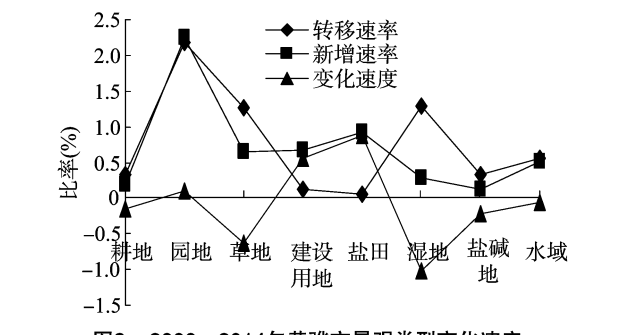 2.5
2.0
1.5
1.0
0.5
0
−0.5
−1.0
−1.5
比率(%)
转移速率
新增速率
变化速度
耕地
园地
草地
建设
用地
盐田
湿地
盐碱
地
水域